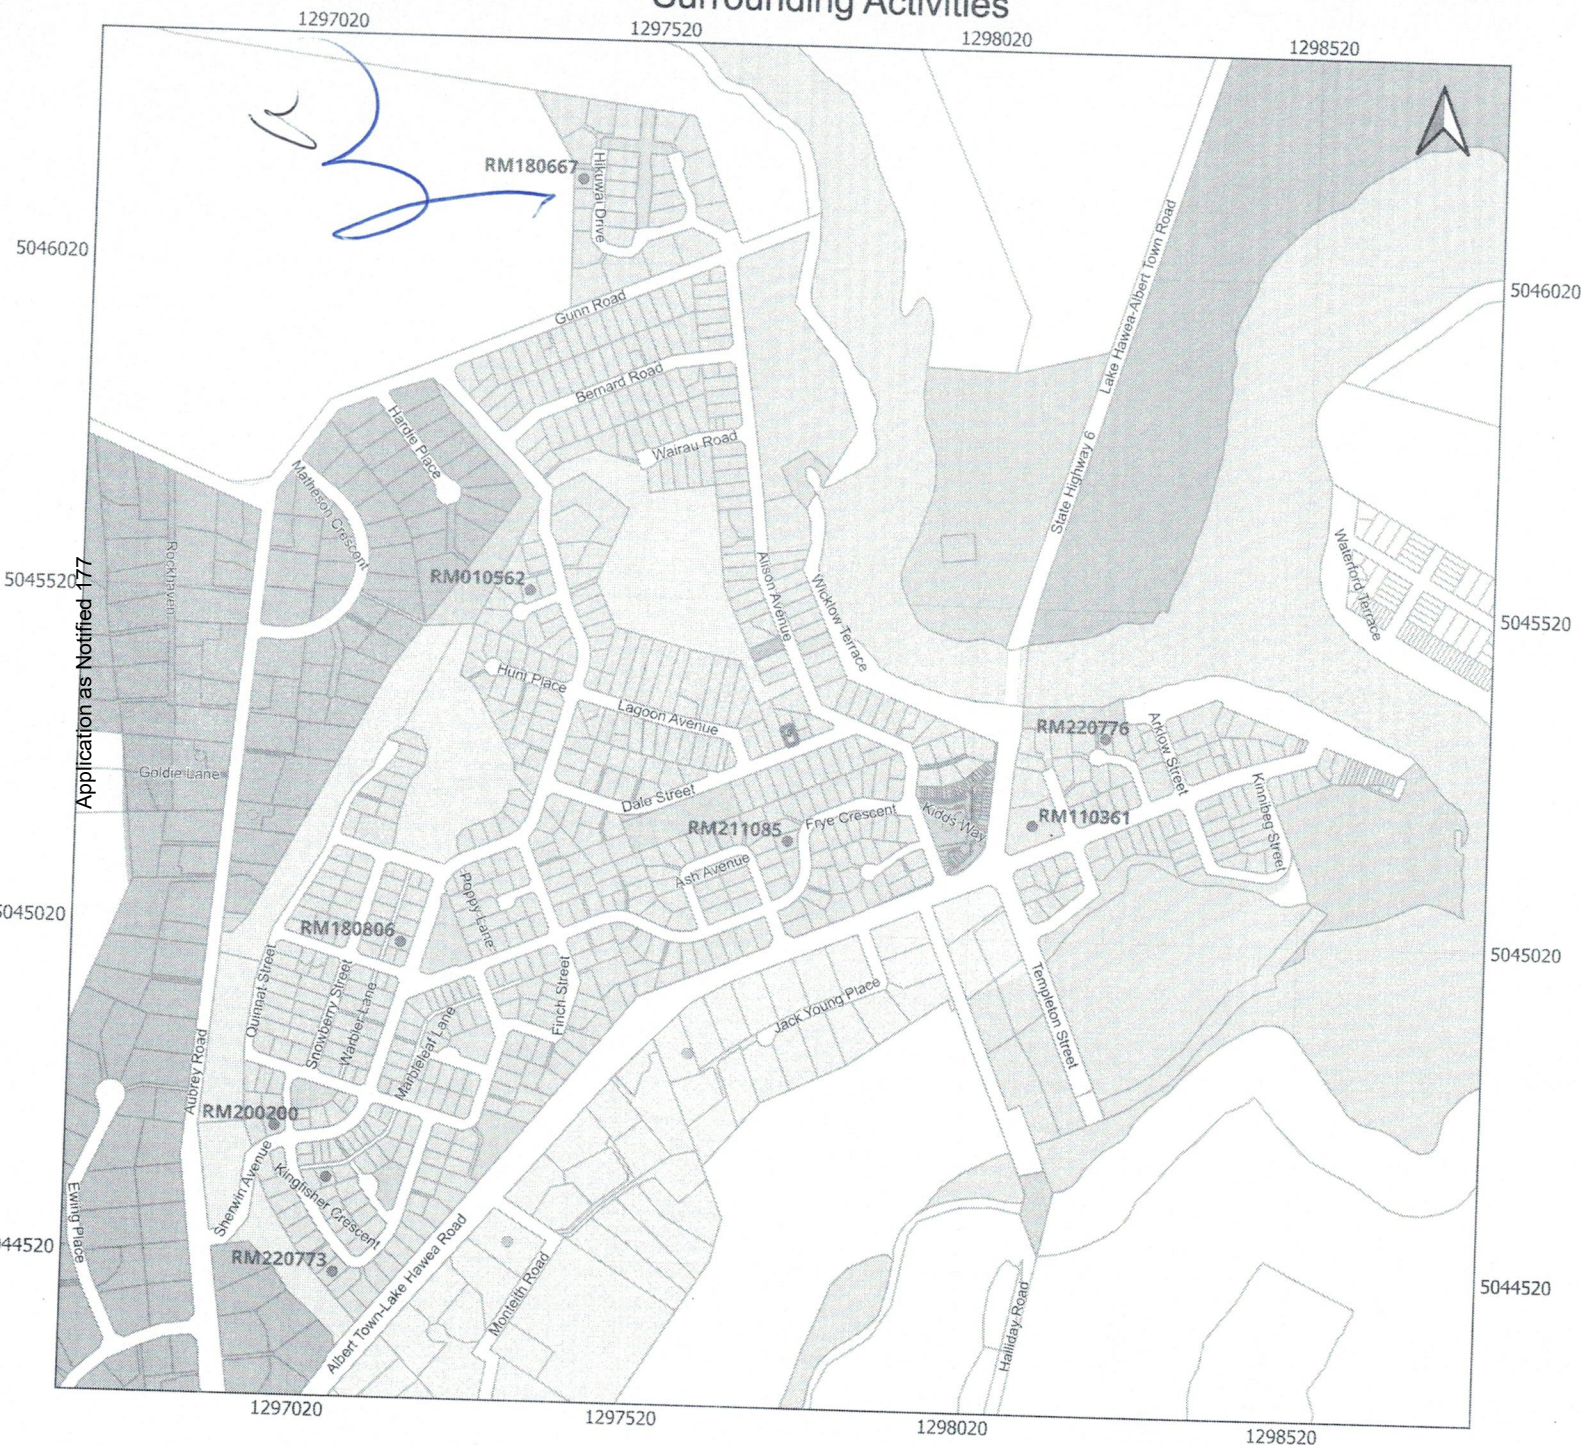 Surrounding Activities
1297020
1297520
1298020
1298520
RM180667
Hikuwai Drive
5046020
Lake Hawea-Albert Town Road
5046020
Gunn Road
Bernard Road
Hardie Place
Wairau Road
State Highway 6
Matheson Crescent
Rockhaven
Application as Notified 177
5045520
RM010562
Alison Avenue
Wicklow Terrace
Waterford Terrace
5045520
Hunt Place
Lagoon Avenue
RM220776
Arklow Street
Goldie Lane
Dale Street
Kinnibeg Street
RM211085
Frye Crescent
Kidds Way
RM110361
Ash Avenue
Poppy Lane
5045020
RM180806
5045020
Quinnat Street
Snowberry Street
Warbler Lane
Finch Street
Jack Young Place
Templeton Street
Marbleleaf Lane
Aubrey Road
RM200200
Sherwin Avenue
Kingfisher Crescent
Ewing Place
44520
RM220773
Albert Town-Lake Hawea Road
Monteith Road
Halliday Road
5044520
1297020
1297520
1298020
1298520